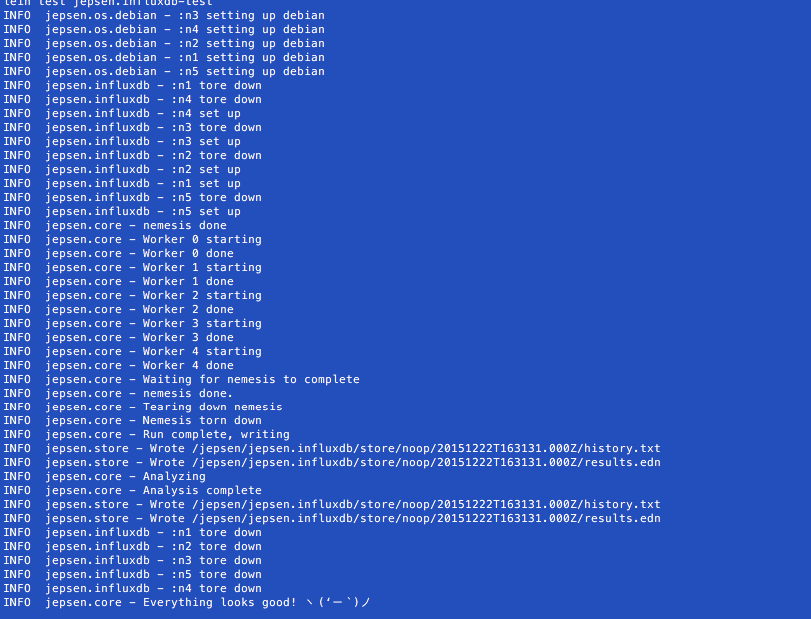 lein test jepsen.influxdb-test
INFO  jepsen.os.debian - :n3 setting up debian
INFO  jepsen.os.debian - :n4 setting up debian
INFO  jepsen.os.debian - :n2 setting up debian
INFO  jepsen.os.debian - :n1 setting up debian
INFO  jepsen.os.debian - :n5 setting up debian
INFO  jepsen.influxdb - :n1 tore down
INFO  jepsen.influxdb - :n4 tore down
INFO  jepsen.influxdb - :n4 set up
INFO  jepsen.influxdb - :n3 tore down
INFO  jepsen.influxdb - :n3 set up
INFO  jepsen.influxdb - :n2 tore down
INFO  jepsen.influxdb - :n2 set up
INFO  jepsen.influxdb - :n1 set up
INFO  jepsen.influxdb - :n5 tore down
INFO  jepsen.influxdb - :n5 set up
INFO  jepsen.core - nemesis done
INFO  jepsen.core - Worker 0 starting
INFO  jepsen.core - Worker 0 done
INFO  jepsen.core - Worker 1 starting
INFO  jepsen.core - Worker 1 done
INFO  jepsen.core - Worker 2 starting
INFO  jepsen.core - Worker 2 done
INFO  jepsen.core - Worker 3 starting
INFO  jepsen.core - Worker 3 done
INFO  jepsen.core - Worker 4 starting
INFO  jepsen.core - Worker 4 done
INFO  jepsen.core - Waiting for nemesis to complete
INFO  jepsen.core - nemesis done.
INFO  jepsen.core - Tearing down nemesis
INFO  jepsen.core - Nemesis torn down
INFO  jepsen.core - Run complete, writing
INFO  jepsen.store - Wrote /jepsen/jepsen.influxdb/store/noop/20151222T163131.000Z/history.txt
INFO  jepsen.store - Wrote /jepsen/jepsen.influxdb/store/noop/20151222T163131.000Z/results.edn
INFO  jepsen.core - Analyzing
INFO  jepsen.core - Analysis complete
INFO  jepsen.store - Wrote /jepsen/jepsen.influxdb/store/noop/20151222T163131.000Z/history.txt
INFO  jepsen.store - Wrote /jepsen/jepsen.influxdb/store/noop/20151222T163131.000Z/results.edn
INFO  jepsen.influxdb - :n1 tore down
INFO  jepsen.influxdb - :n2 tore down
INFO  jepsen.influxdb - :n3 tore down
INFO  jepsen.influxdb - :n5 tore down
INFO  jepsen.influxdb - :n4 tore down
INFO  jepsen.core - Everything looks good! ヽ(‘ー`)ノ